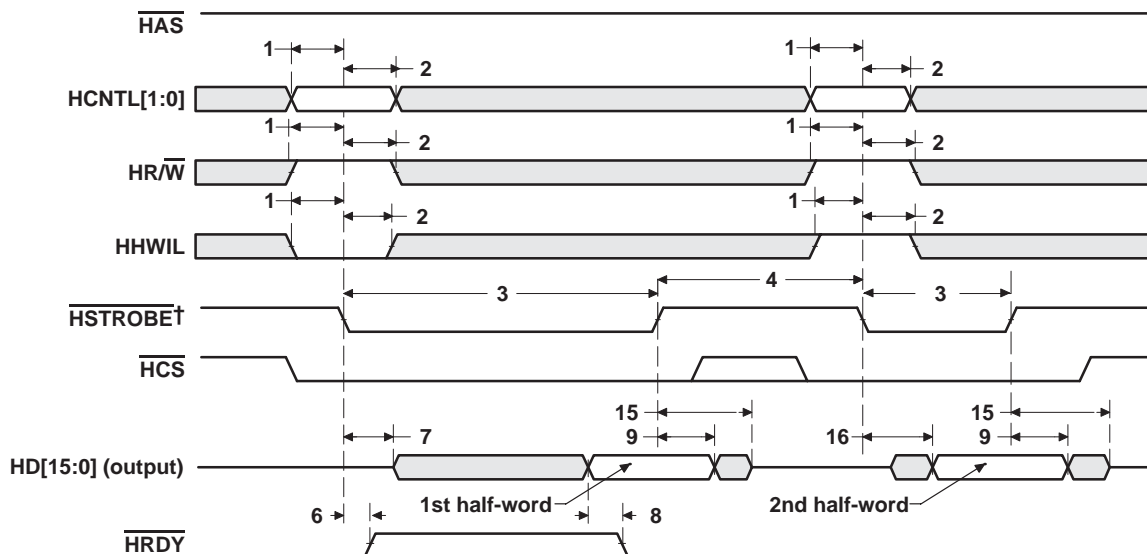 HAS
1 1
2 2
HCNTL[1:0]
1 1
2 2
HR/W
1 1
2 2
HHWIL
4
3 3
HSTROBE†
HCS
15 15
7 9 16 9
HD[15:0] (output)
1st half-word 2nd half-word
6 8
HRDY